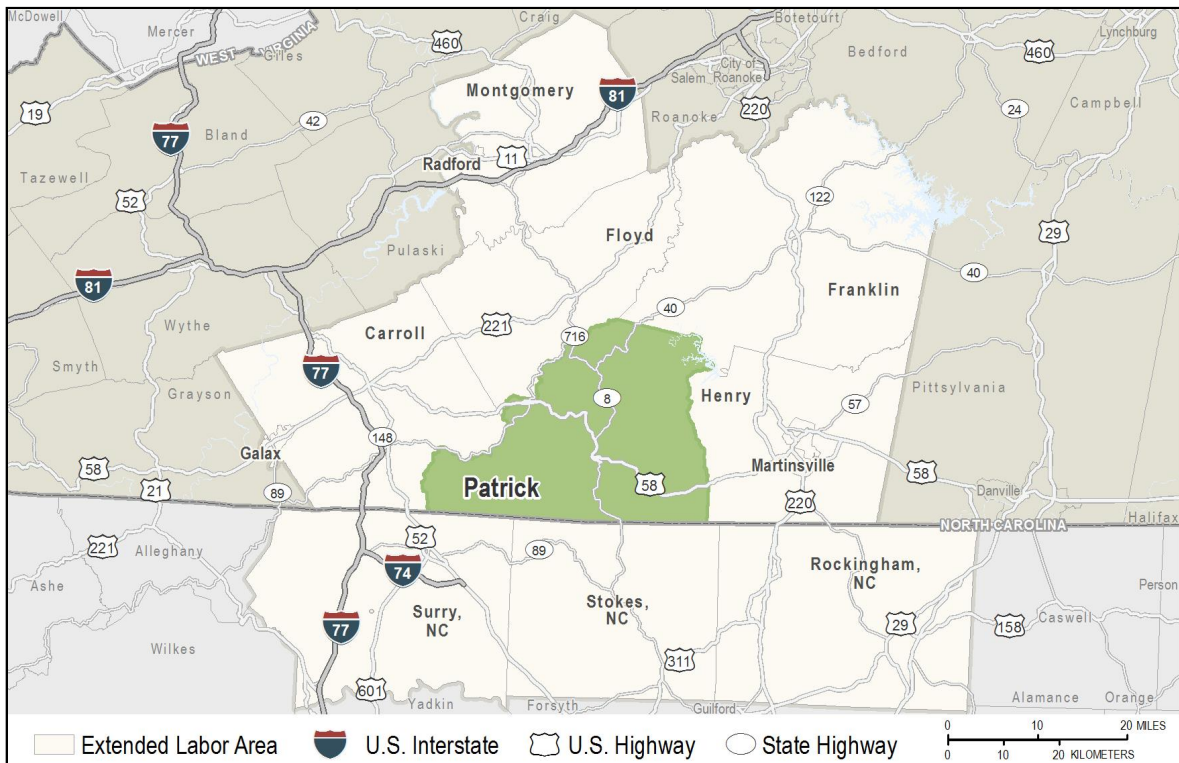 McDowell
Mercer
WEST VIRGINIA
Giles
460
Craig
Botetourt
Bedford
460
Lynchburg
City of
Salem Roanoke
Montgomery
81
220
Roanoke
24
Campbell
19
77
Bland
42
Radford
11
Tazewell
52
122
Floyd
29
Pulaski
81
40
Franklin
Wythe
40
Carroll
221
716
Smyth
77
Grayson
Henry
Pittsylvania
8
57
148
Galax
Martinsville
58
21
89
Patrick
58
220
58
Danville
NORTH CAROLINA
Halifax
221
Alleghany
52
89
Rockingham,
NC
Ashe
74
Person
Surry,
NC
Stokes,
NC
77
29
158
Caswell
Wilkes
311
601
Yadkin
Forsyth
Guilford
Alamance
Orange
Extended Labor Area
U.S. Interstate
U.S. Highway
State Highway
0 10 20 MILES
0 10 20 KILOMETERS